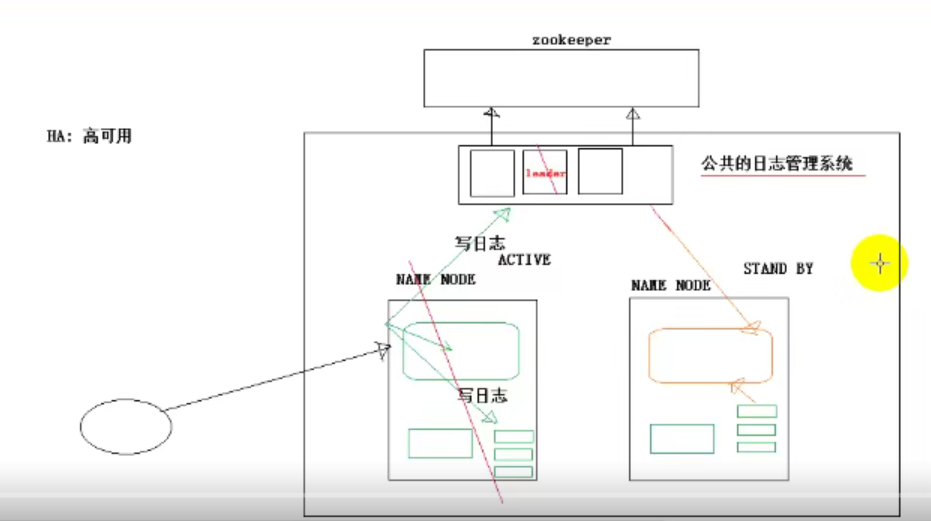 zookeeper
HA: 高可用
公共的日志管理系统
leader
写日志
ACTIVE
STAND BY
NAME NODE
NAME NODE
写日志